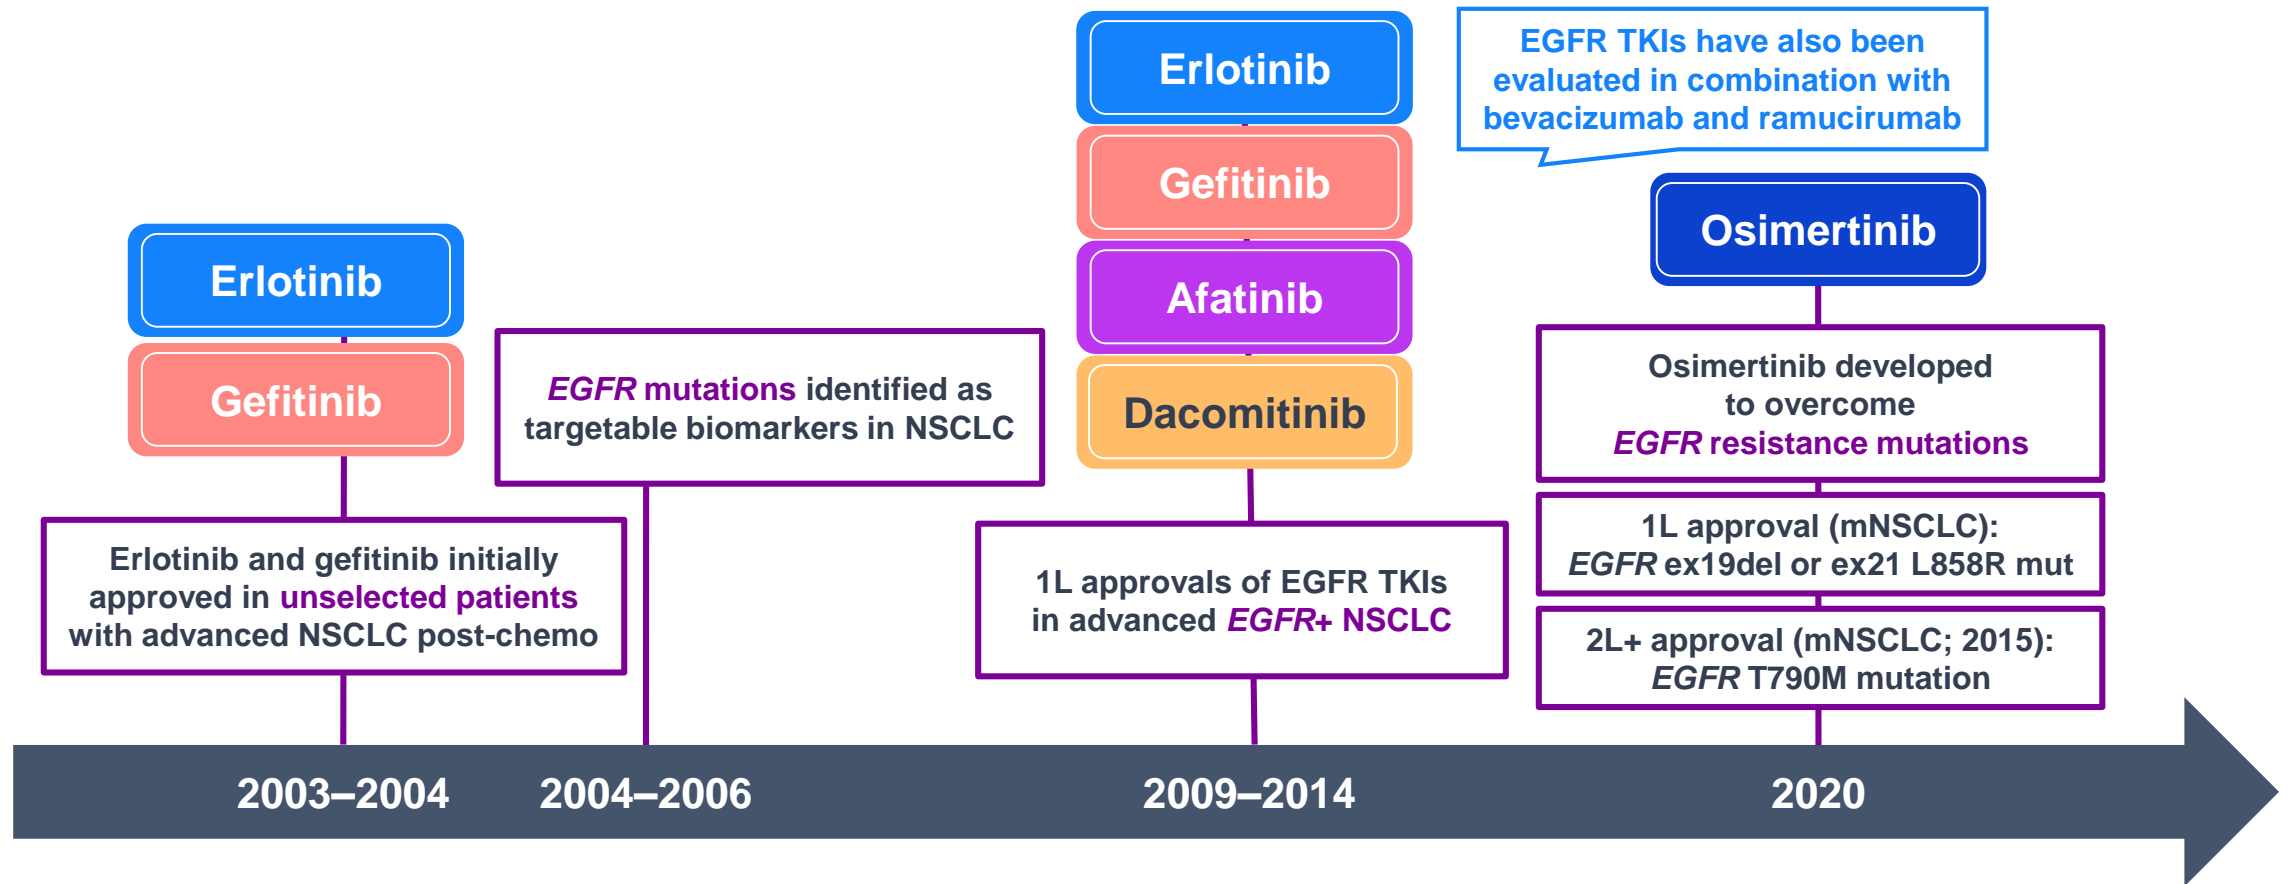 Erlotinib
Gefitinib
Erlotinib and gefitinib initially
approved in unselected patients
with advanced NSCLC post-chemo
EGFR mutations identified as
targetable biomarkers in NSCLC
Erlotinib
Gefitinib
Afatinib
Dacomitinib
1L approvals of EGFR TKIs
in advanced EGFR+ NSCLC
EGFR TKIs have also been
evaluated in combination with
bevacizumab and ramucirumab
Osimertinib
Osimertinib developed
to overcome
EGFR resistance mutations
1L approval (mNSCLC):
EGFR ex19del or ex21 L858R mut
2L+ approval (mNSCLC; 2015):
EGFR T790M mutation
2003–2004
2004–2006
2009–2014
2020